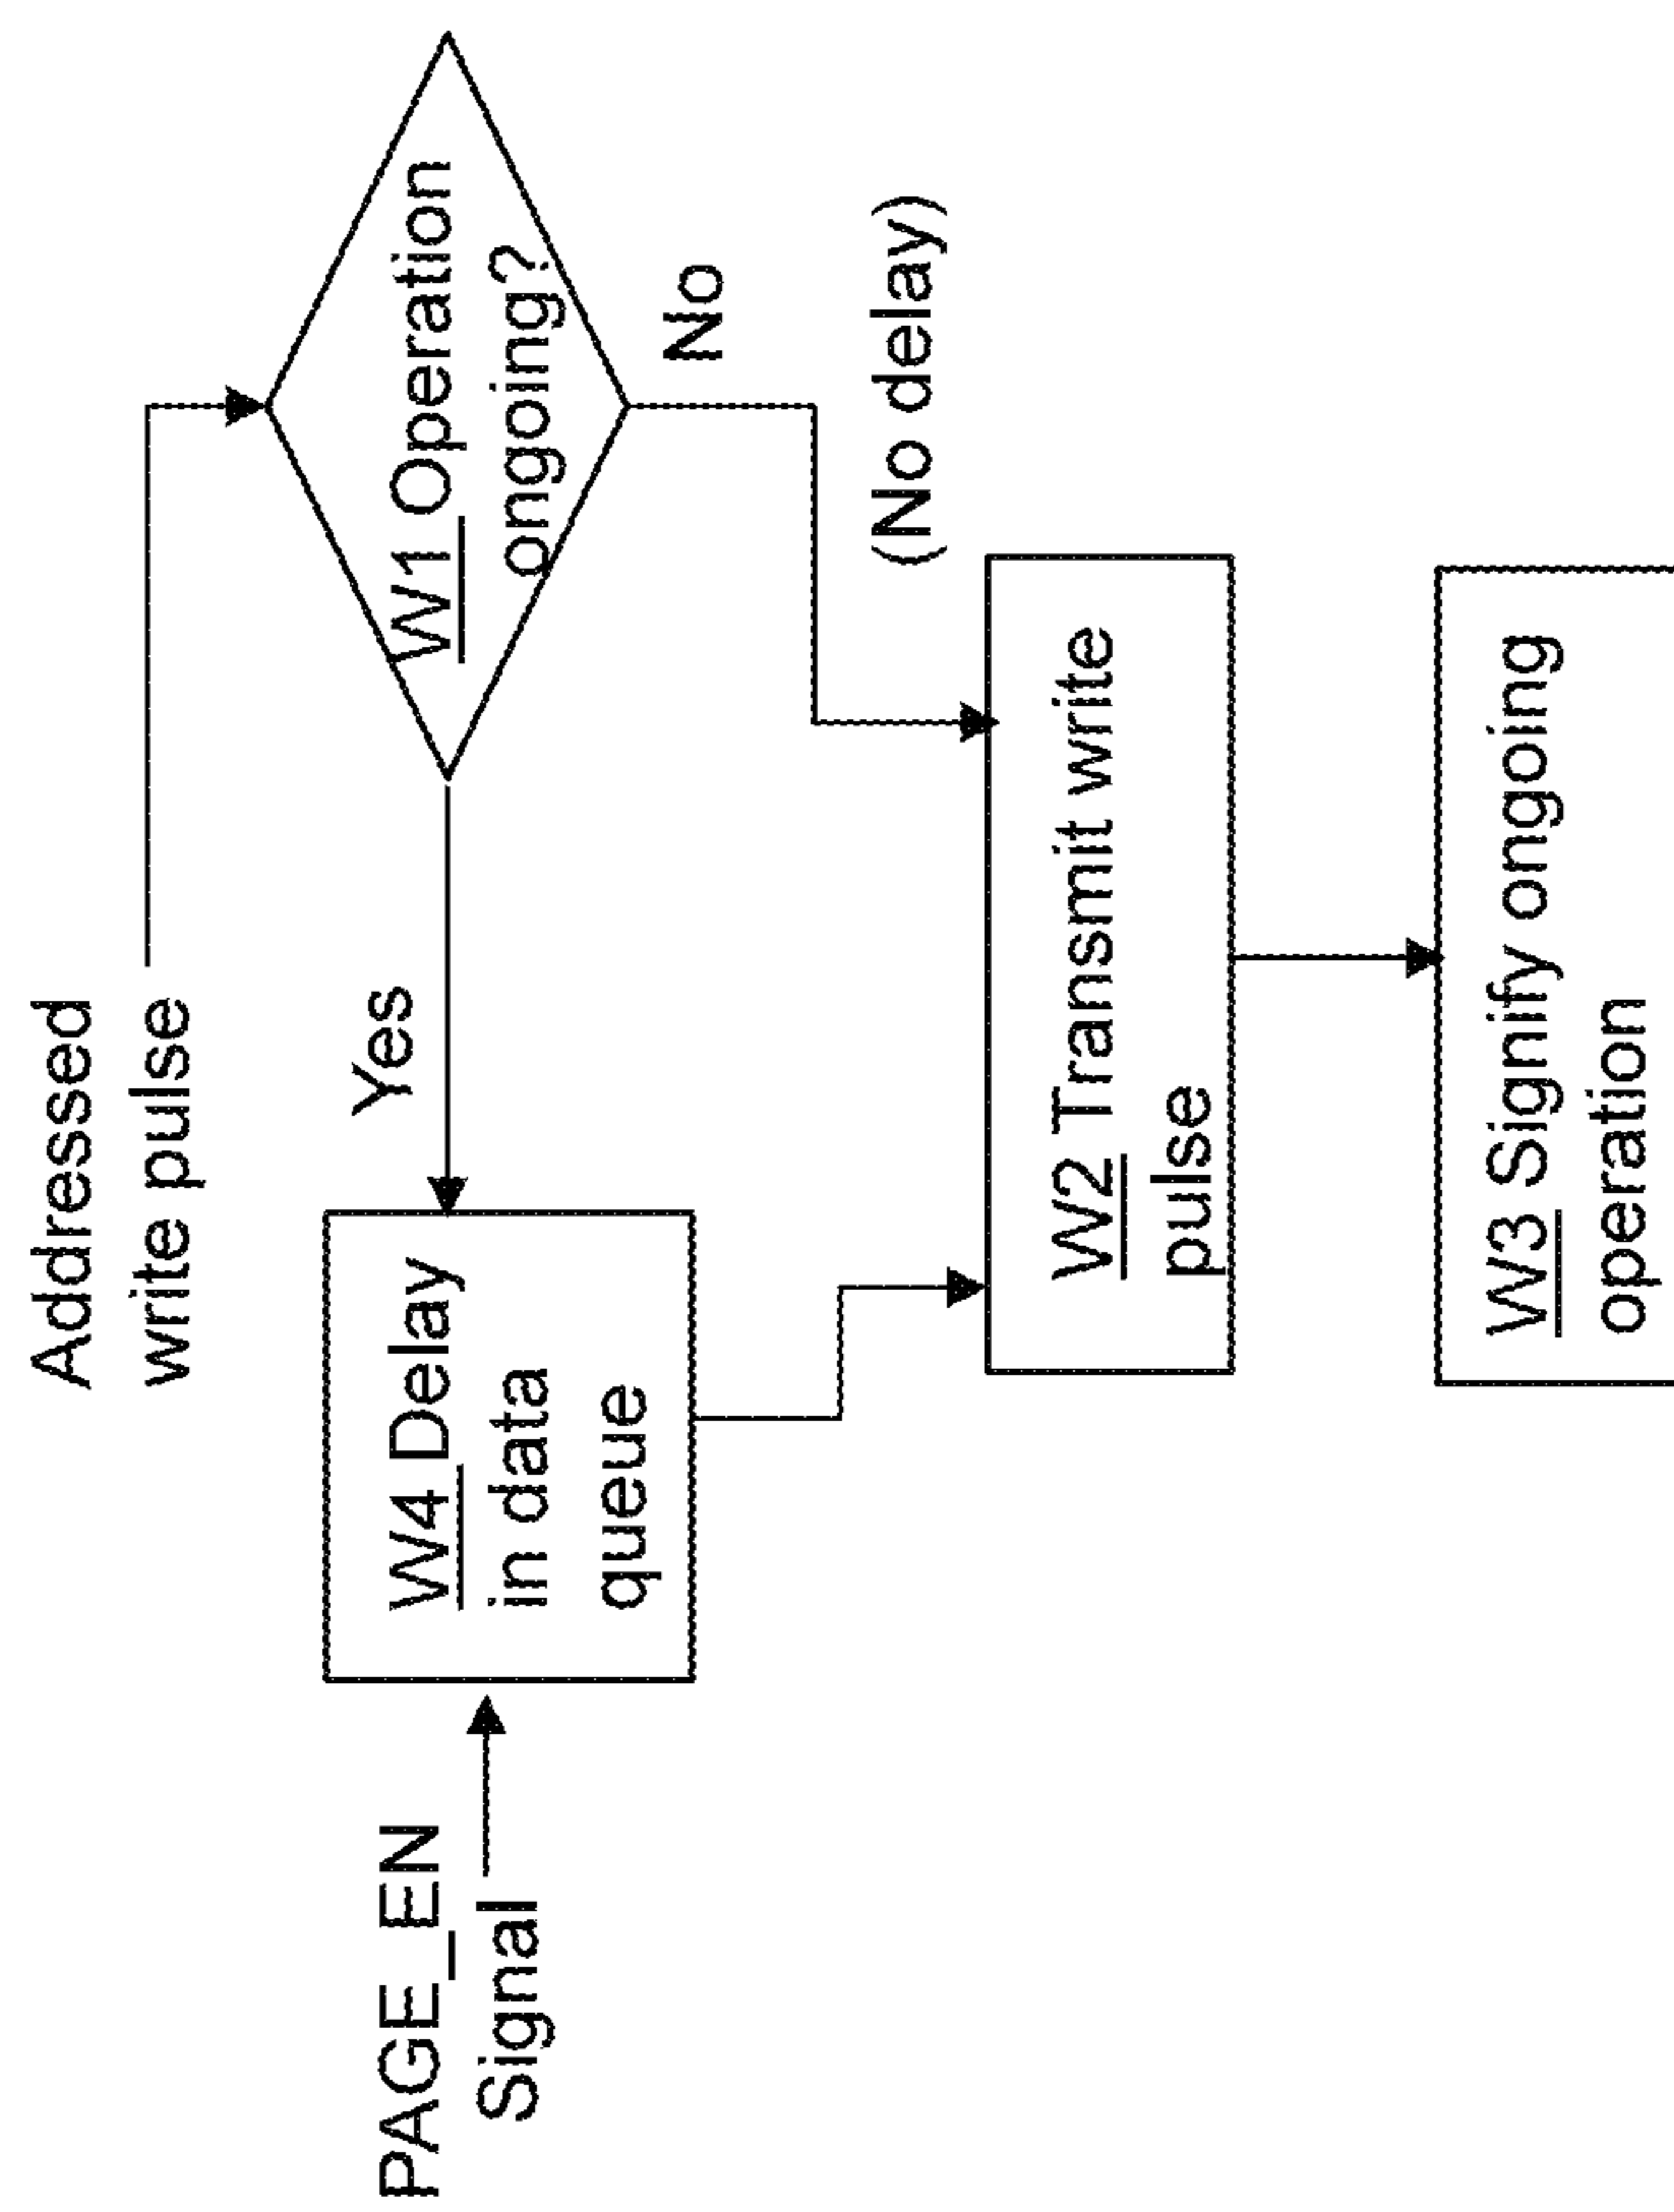 Addressed
write pulse
W1 Operation
ongoing?
Yes
No
(No delay)
PAGE_EN
Signal
W4 Delay
in data
queue
W2 Transmit write
pulse
W3 Signify ongoing
operation